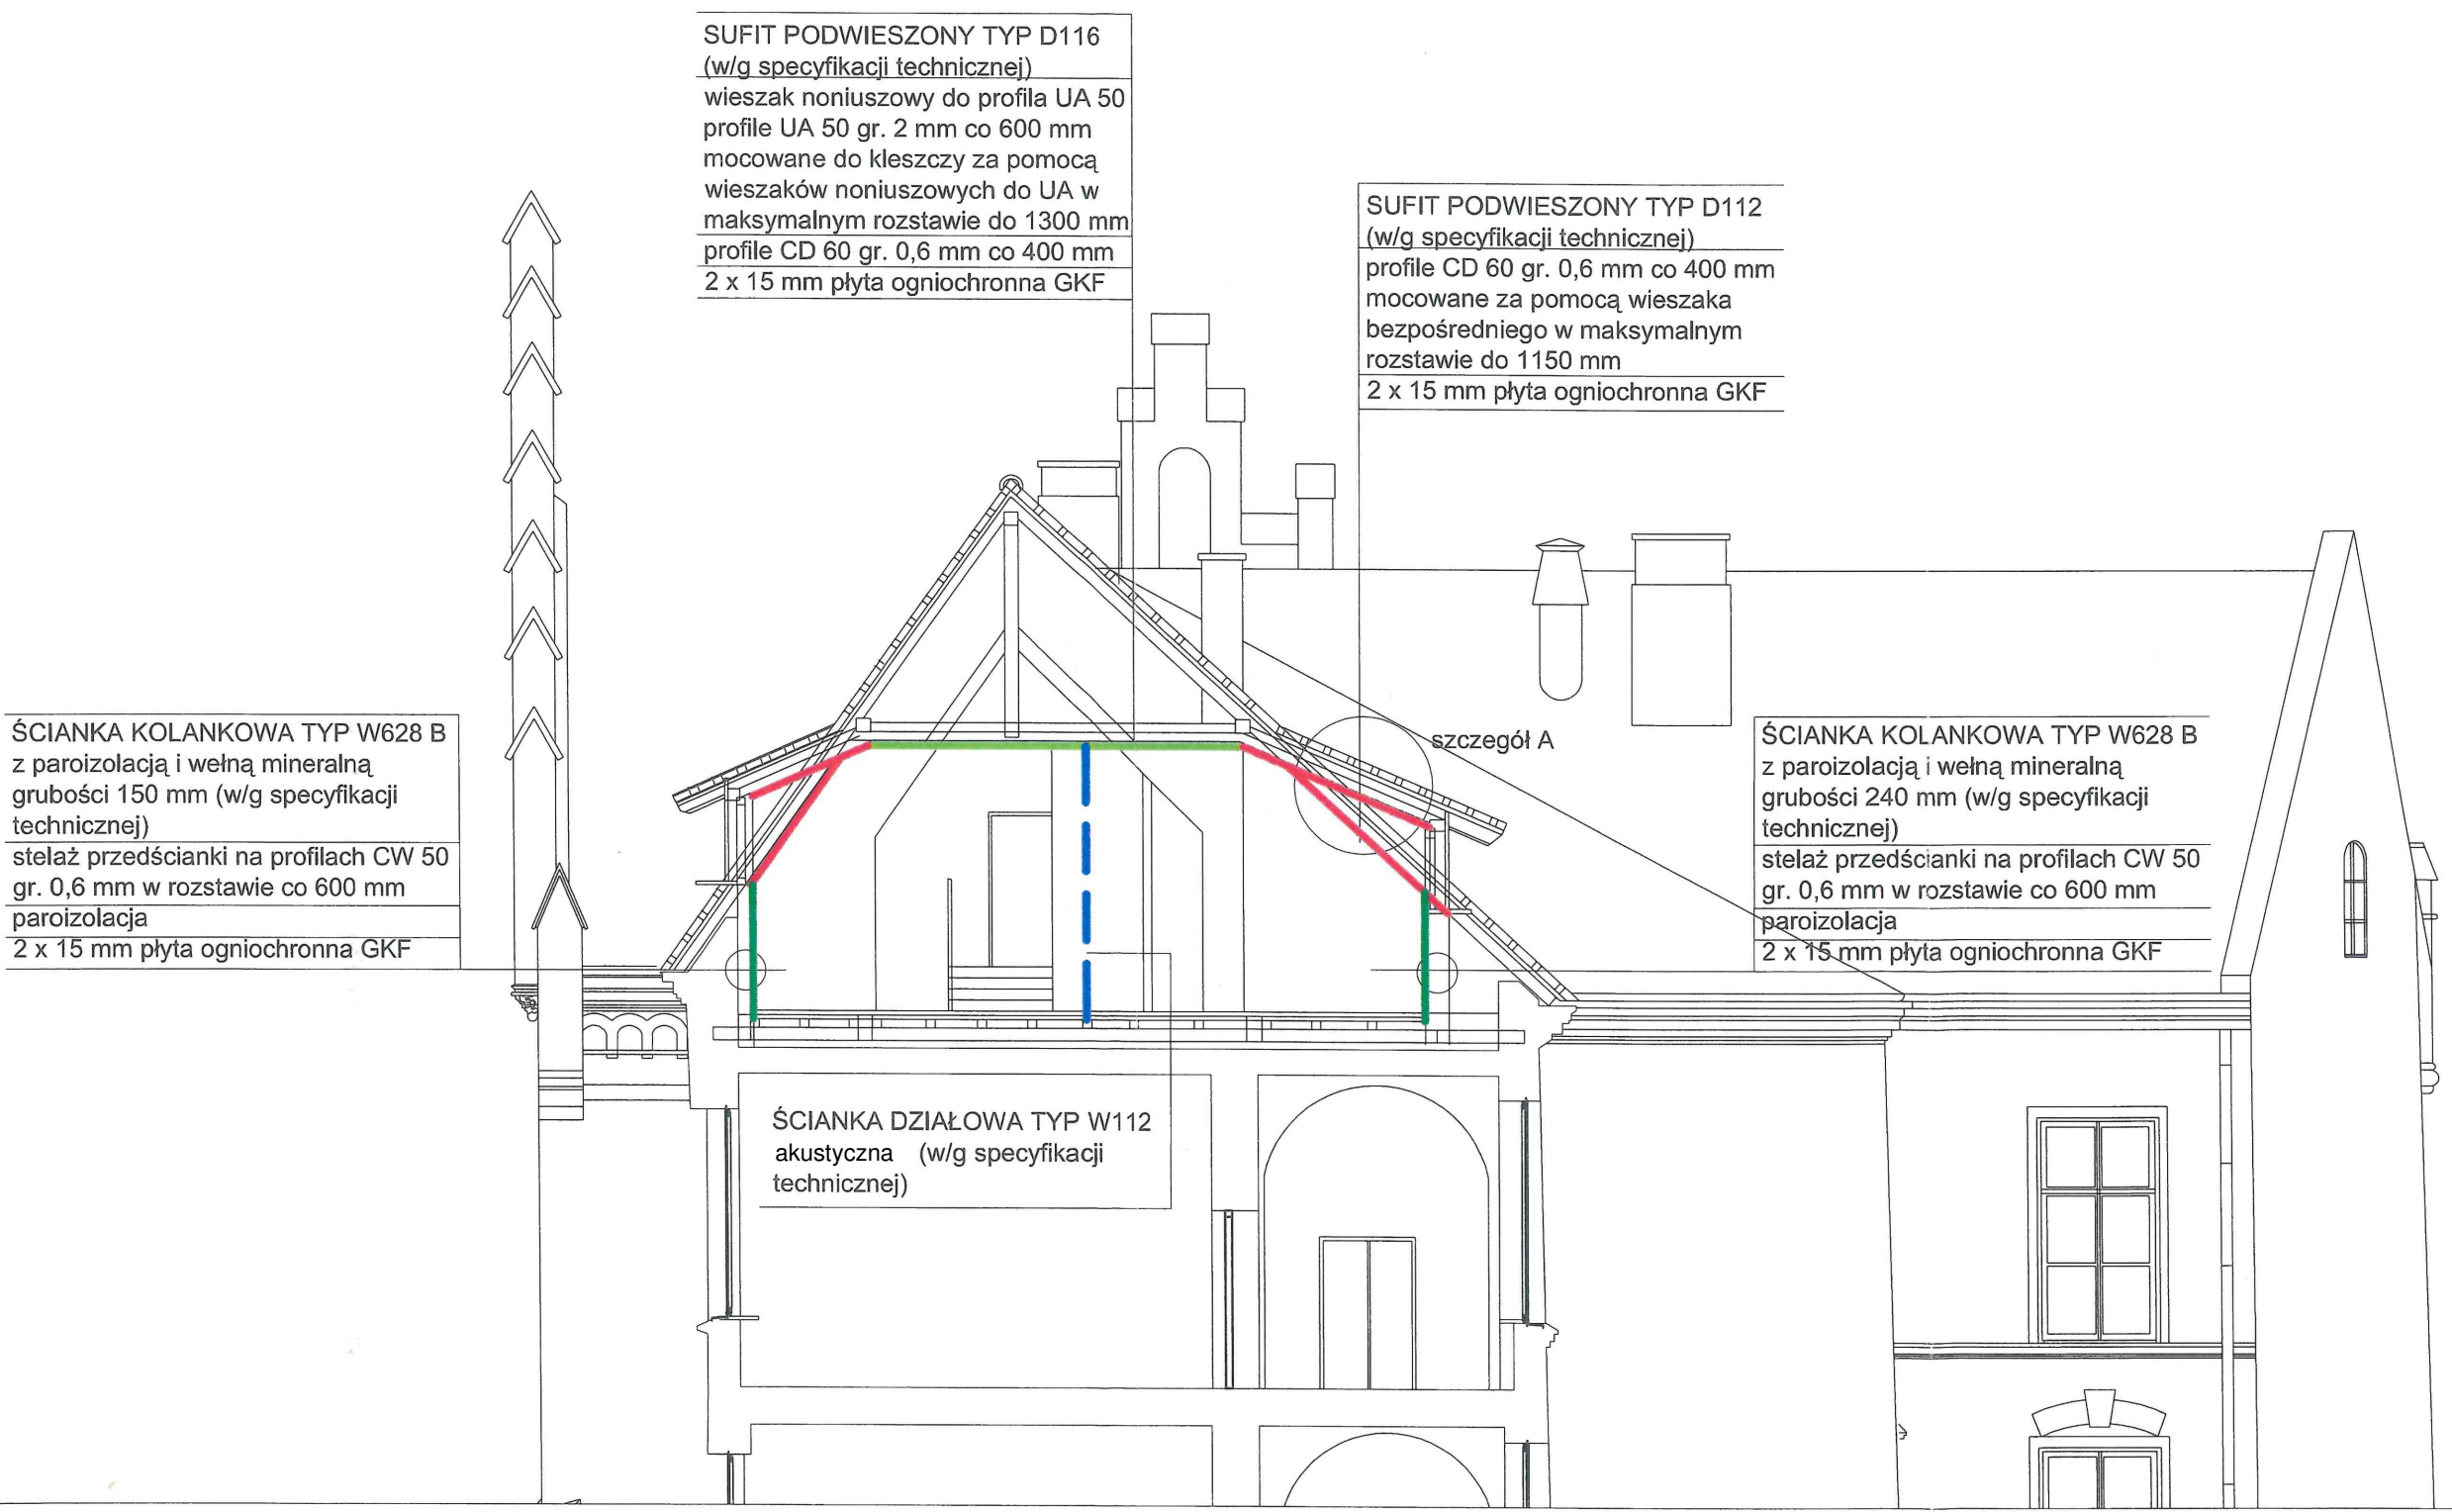 SUFIT PODWIESZONY TYP D116
(w/g specyfikacji technicznej)
wieszak noniuszowy do profila UA 50
profile UA 50 gr. 2 mm co 600 mm
mocowane do kleszczy za pomocą
wieszaków noniuszowych do UA w
maksymalnym rozstawie do 1300 mm
profile CD 60 gr. 0,6 mm co 400 mm
2 x 15 mm płyta ogniochronna GKF
SUFIT PODWIESZONY TYP D112
(w/g specyfikacji technicznej)
profile CD 60 gr. 0,6 mm co 400 mm
mocowane za pomocą wieszaka
bezpośredniego w maksymalnym
rozstawie do 1150 mm
2 x 15 mm płyta ogniochronna GKF
ŚCIANKA KOLANKOWA TYP W628 B
z paroizolacją i wełną mineralną
grubości 150 mm (w/g specyfikacji
technicznej)
stelaż przedścianki na profilach CW 50
gr. 0,6 mm w rozstawie co 600 mm
paroizolacja
2 x 15 mm płyta ogniochronna GKF
szczegół A
ŚCIANKA KOLANKOWA TYP W628 B
z paroizolacją i wełną mineralną
grubości 240 mm (w/g specyfikacji
technicznej)
stelaż przedścianki na profilach CW 50
gr. 0,6 mm w rozstawie co 600 mm
paroizolacja
2 x 15 mm płyta ogniochronna GKF
ŚCIANKA DZIAŁOWA TYP W112
akustyczna (w/g specyfikacji
technicznej)